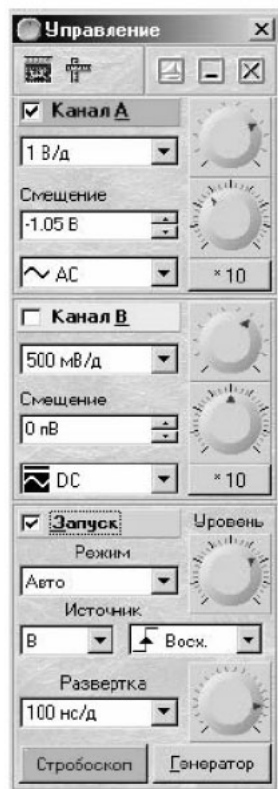 Управление
Канал А
1 В/д
Смещение
-1.05 В
AC
* 10
Канал В
500 мВ/д
Смещение
0 пВ
DC
* 10
Запуск
Уровень
Режим
Авто
Источник
В
Восх.
Развертка
100 нс/д
Стробоскоп
Генератор